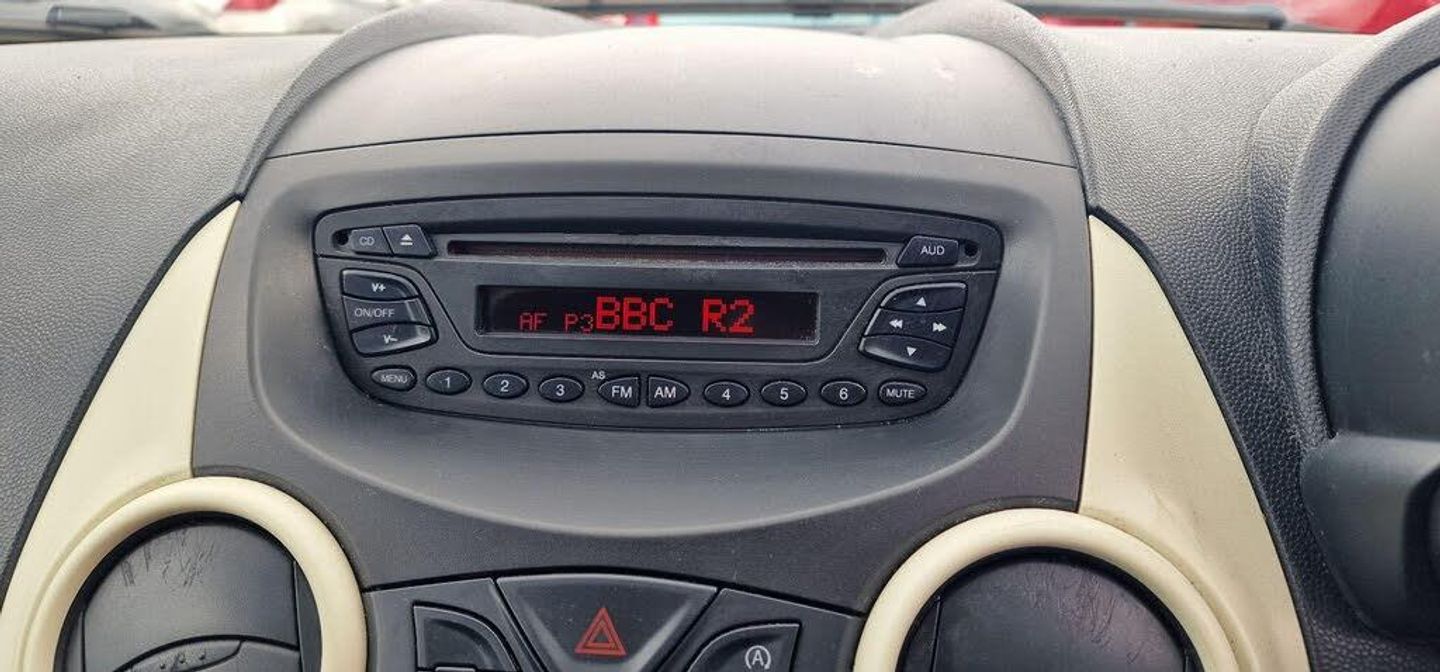 CD AUD
V+
ON/OFF
V-
AF P3 BBC R2
MENU 1 2 3 AS FM AM 4 5 6 MUTE
A